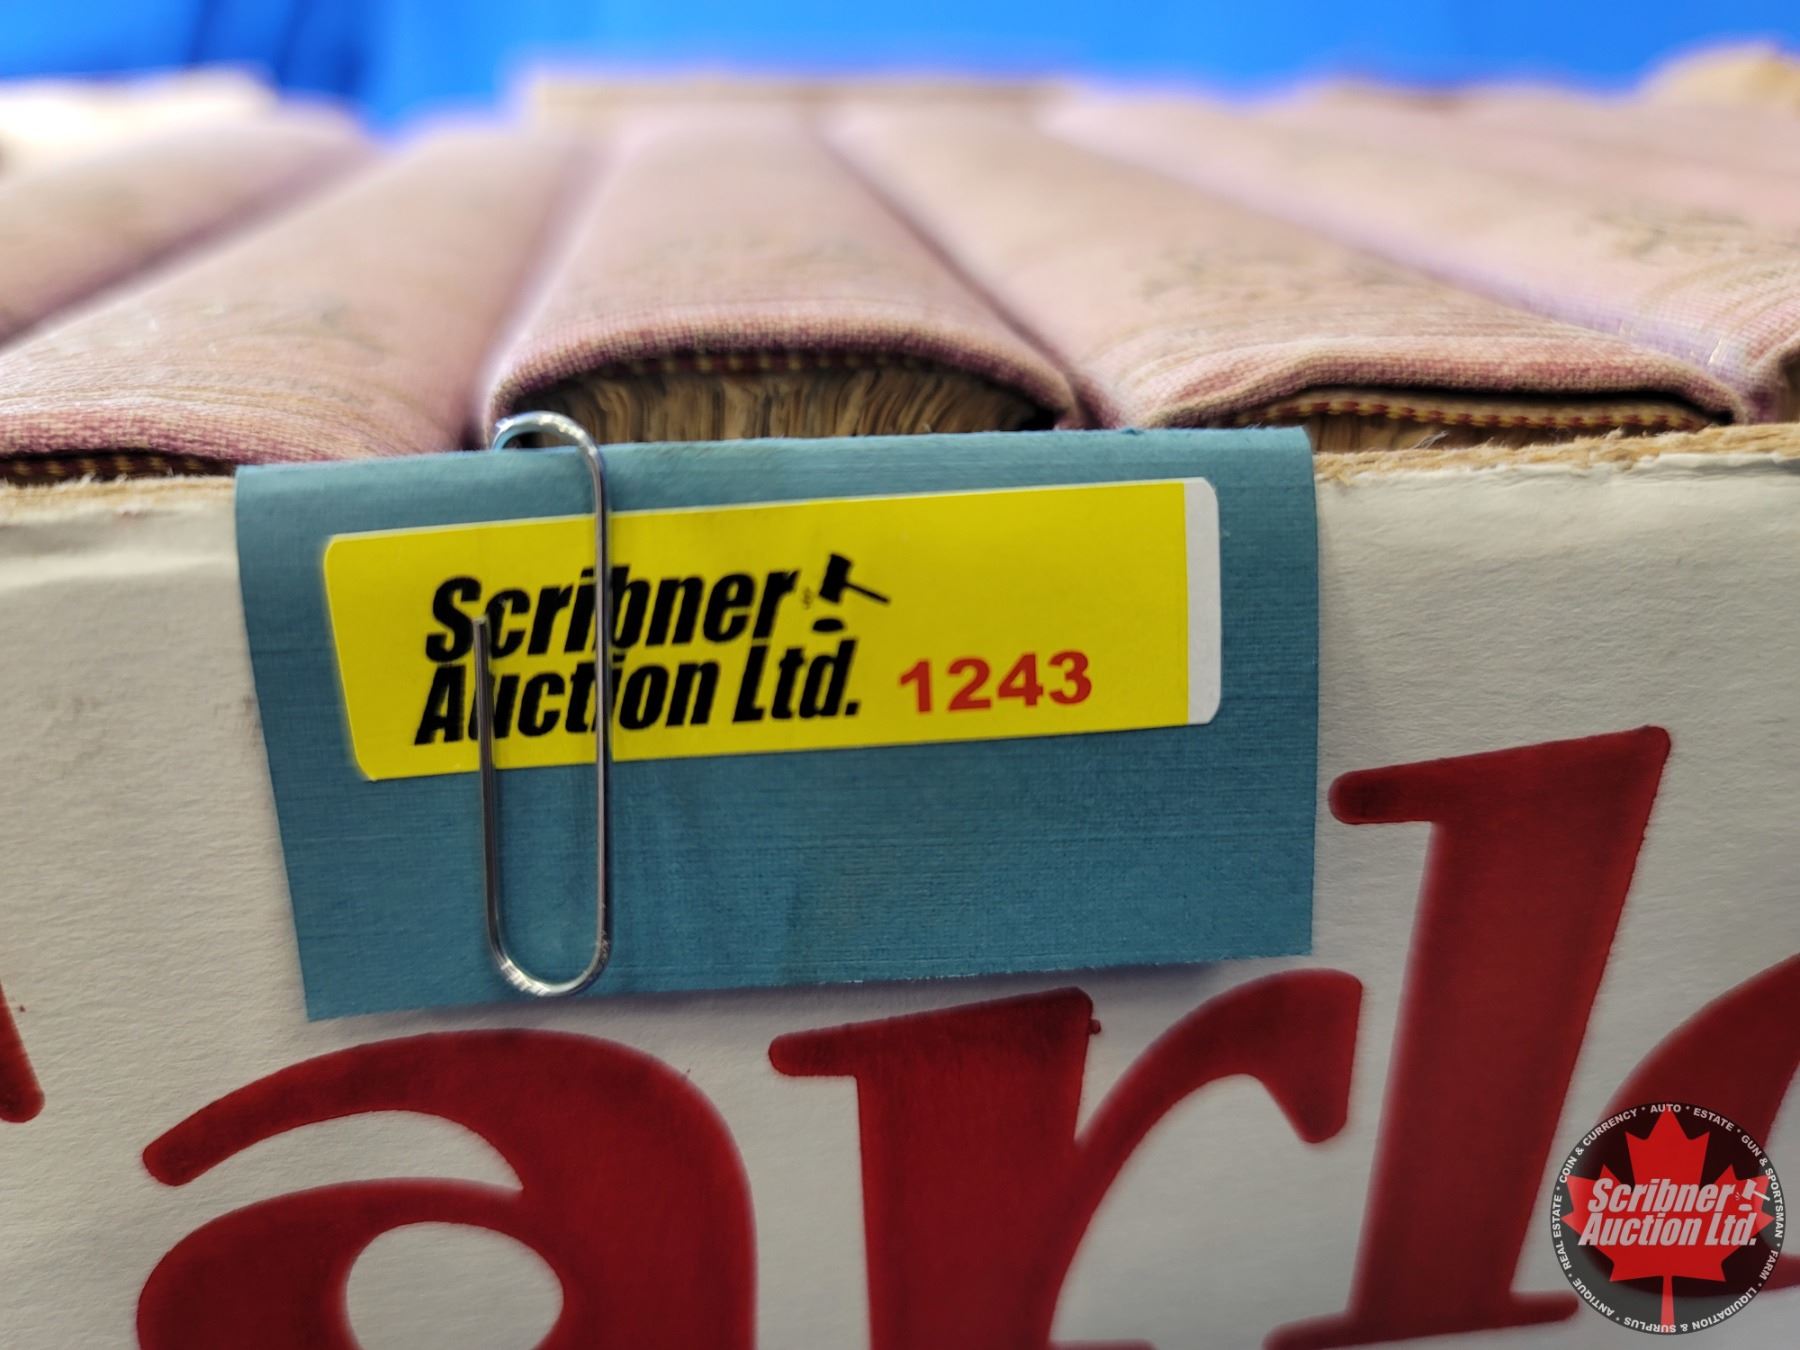 Scribner
Auction Ltd. 1243
arl
Scribner
Auction Ltd.
REAL ESTATE * COIN & CURRENCY * AUTO * ESTATE * GUN & SPORTSMAN * FARM * LIQUIDATION & SURPLUS * ANTIQUE *